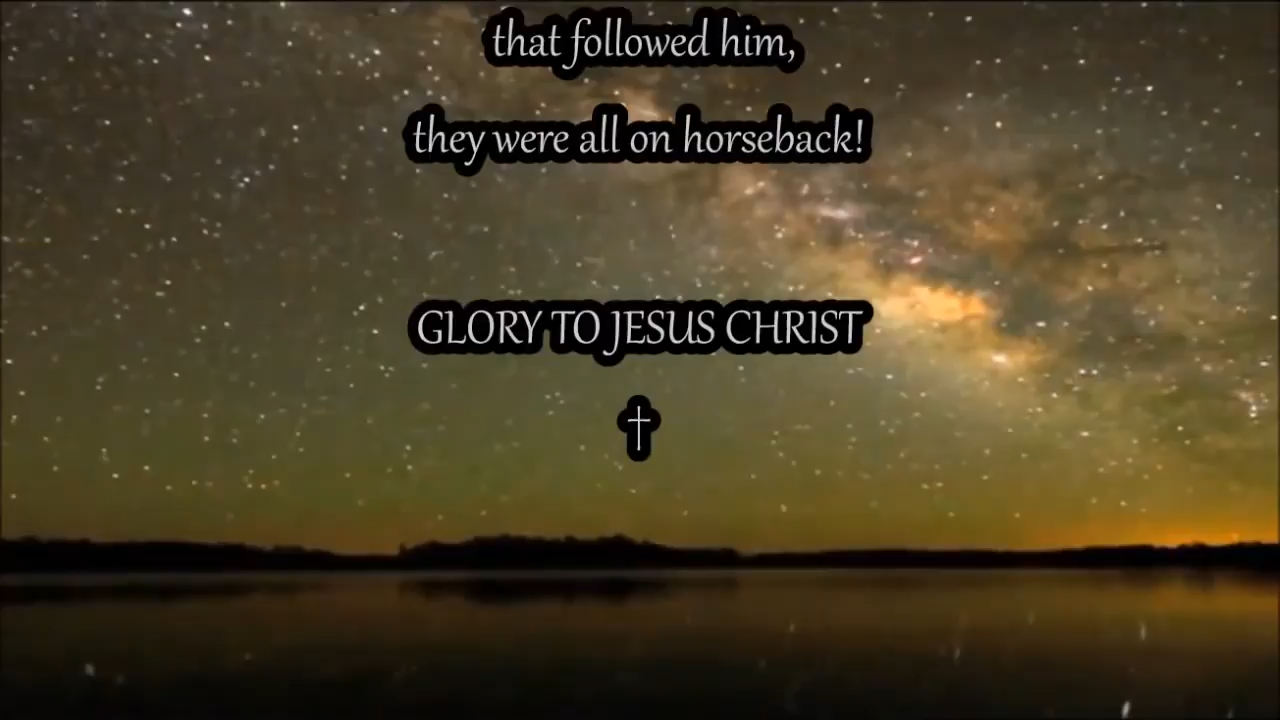 that followed him,
they were all on horseback!
GLORY TO JESUS CHRIST
†